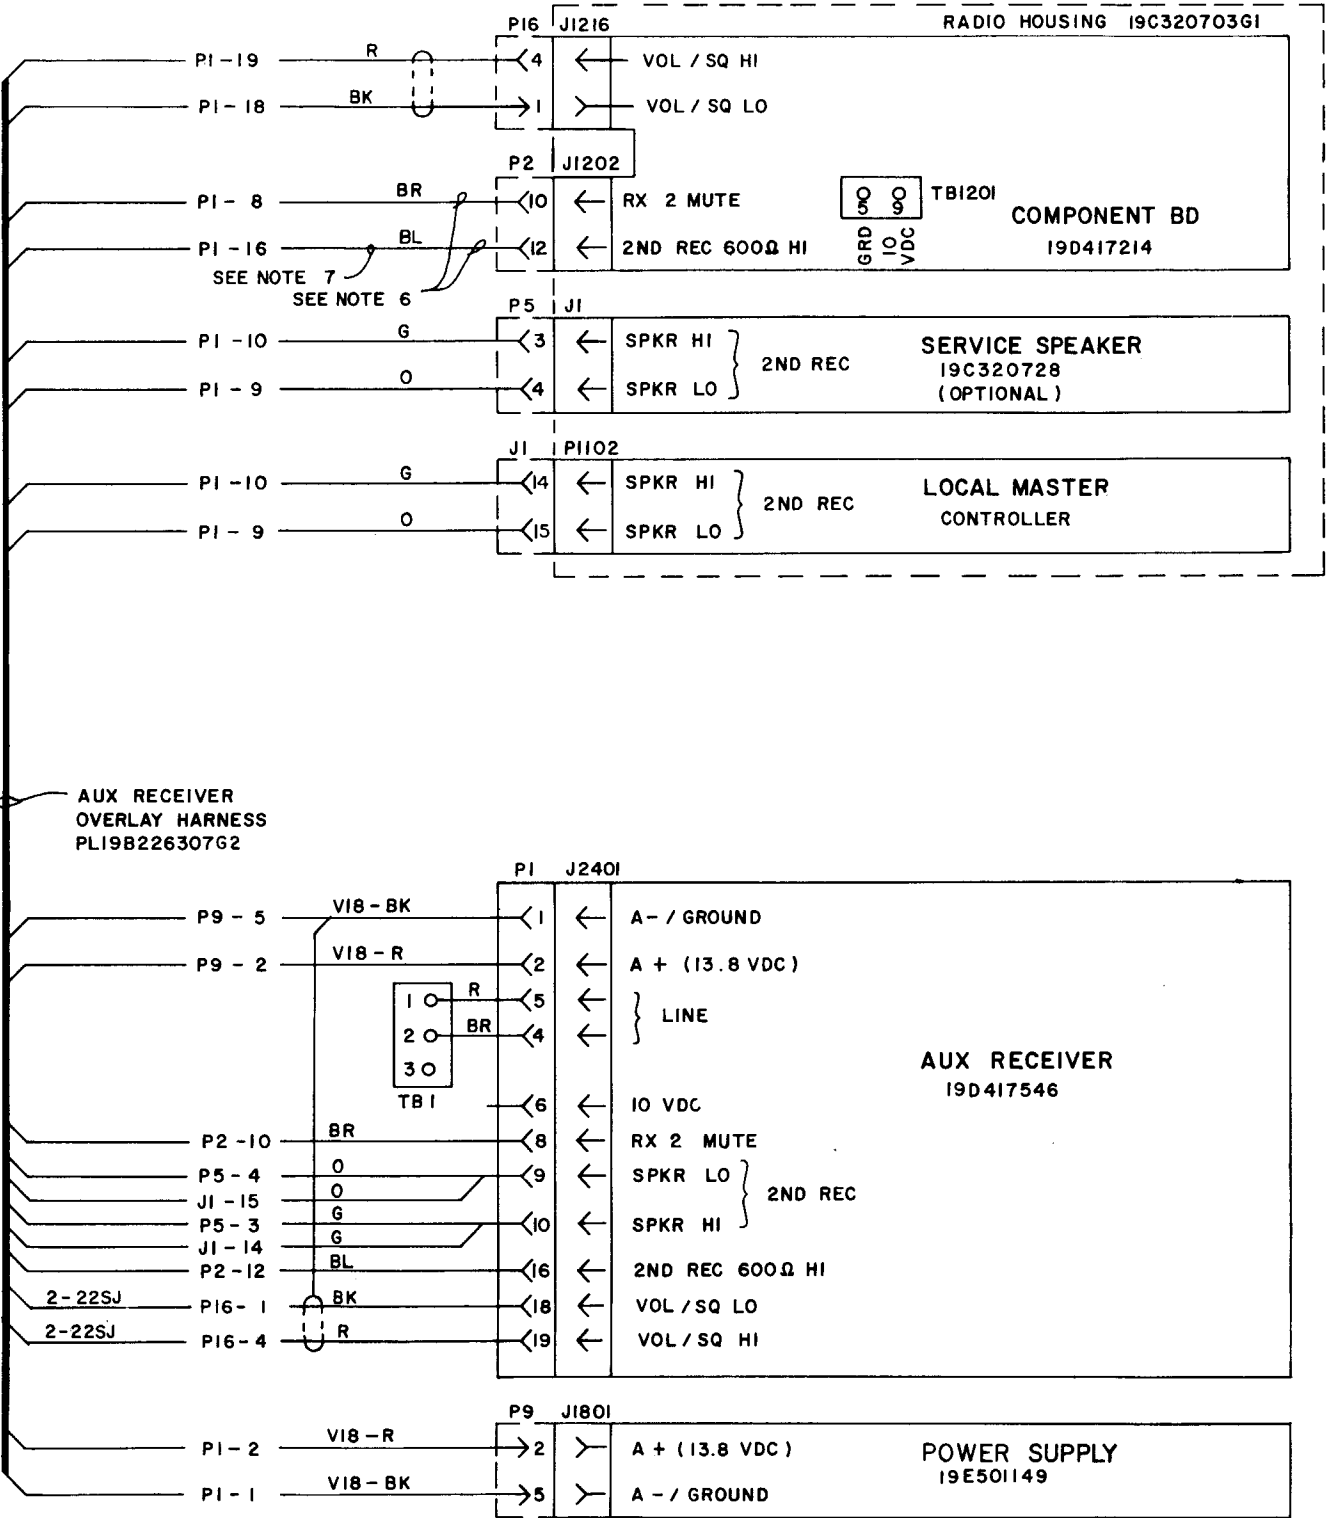 P16 J1216 RADIO HOUSING 19C320703G1
P1-19 R 4 VOL / SQ HI
P1-18 BK 1 VOL / SQ LO
P2 J1202
P1-8 BR 10 RX 2 MUTE
5 9 TB1201
GRD 10 VDC
COMPONENT BD
19D417214
P1-16 BL 12 2ND REC 600Ω HI
SEE NOTE 7
SEE NOTE 6
P5 J1
P1-10 G 3 SPKR HI
P1-9 O 4 SPKR LO
2ND REC
SERVICE SPEAKER
19C320728
(OPTIONAL)
J1 P1102
P1-10 G 14 SPKR HI
P1-9 O 15 SPKR LO
2ND REC
LOCAL MASTER
CONTROLLER
AUX RECEIVER
OVERLAY HARNESS
PL19B226307G2
P1 J2401
P9-5 V18-BK 1 A-/GROUND
P9-2 V18-R 2 A+ (13.8 VDC)
1 R 5
2 BR 4
LINE
3
TB1
AUX RECEIVER
19D417546
6 10 VDC
P2-10 BR 8 RX 2 MUTE
P5-4 O 9 SPKR LO
J1-15 O
2ND REC
P5-3 G 10 SPKR HI
J1-14 G
P2-12 BL 16 2ND REC 600Ω HI
2-22SJ P16-1 BK 18 VOL/SQ LO
2-22SJ P16-4 R 19 VOL/SQ HI
P9 J1801
P1-2 V18-R 2 A+ (13.8 VDC)
POWER SUPPLY
19E501149
P1-1 V18-BK 5 A-/GROUND